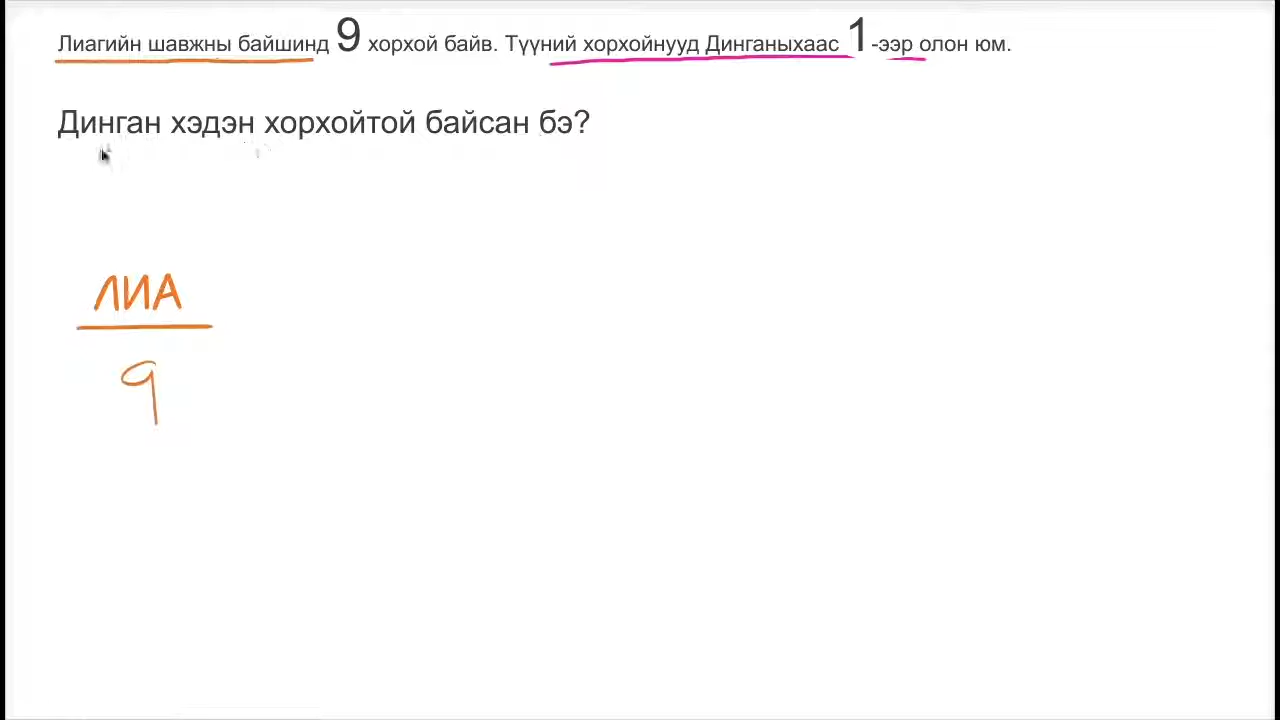 Лиагийн шавжны байшинд 9 хорхой байв. Түүний хорхойнууд Динганыхаас 1-ээр олон юм.
Динган хэдэн хорхойтой байсан бэ?
ЛИА
9